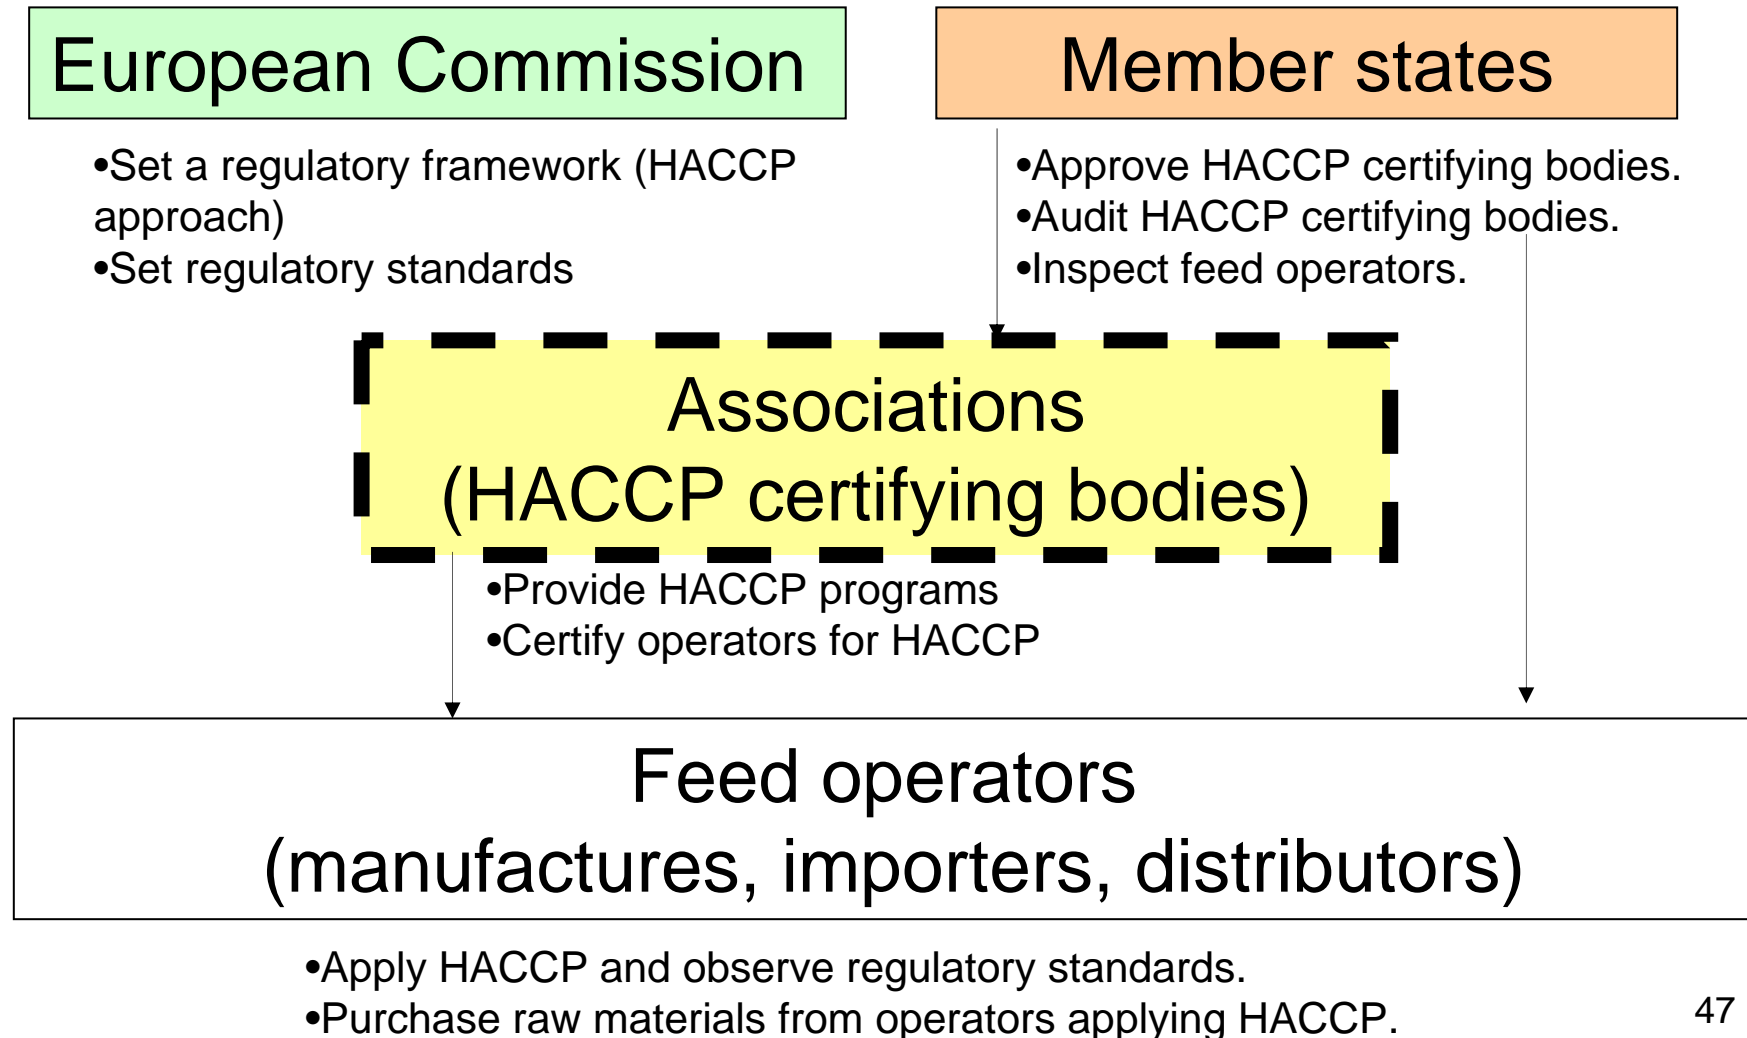 European Commission
Member states
•Set a regulatory framework (HACCP
approach)
•Set regulatory standards
•Approve HACCP certifying bodies.
•Audit HACCP certifying bodies.
•Inspect feed operators.
Associations
(HACCP certifying bodies)
•Provide HACCP programs
•Certify operators for HACCP
Feed operators
(manufactures, importers, distributors)
•Apply HACCP and observe regulatory standards.
•Purchase raw materials from operators applying HACCP.
47